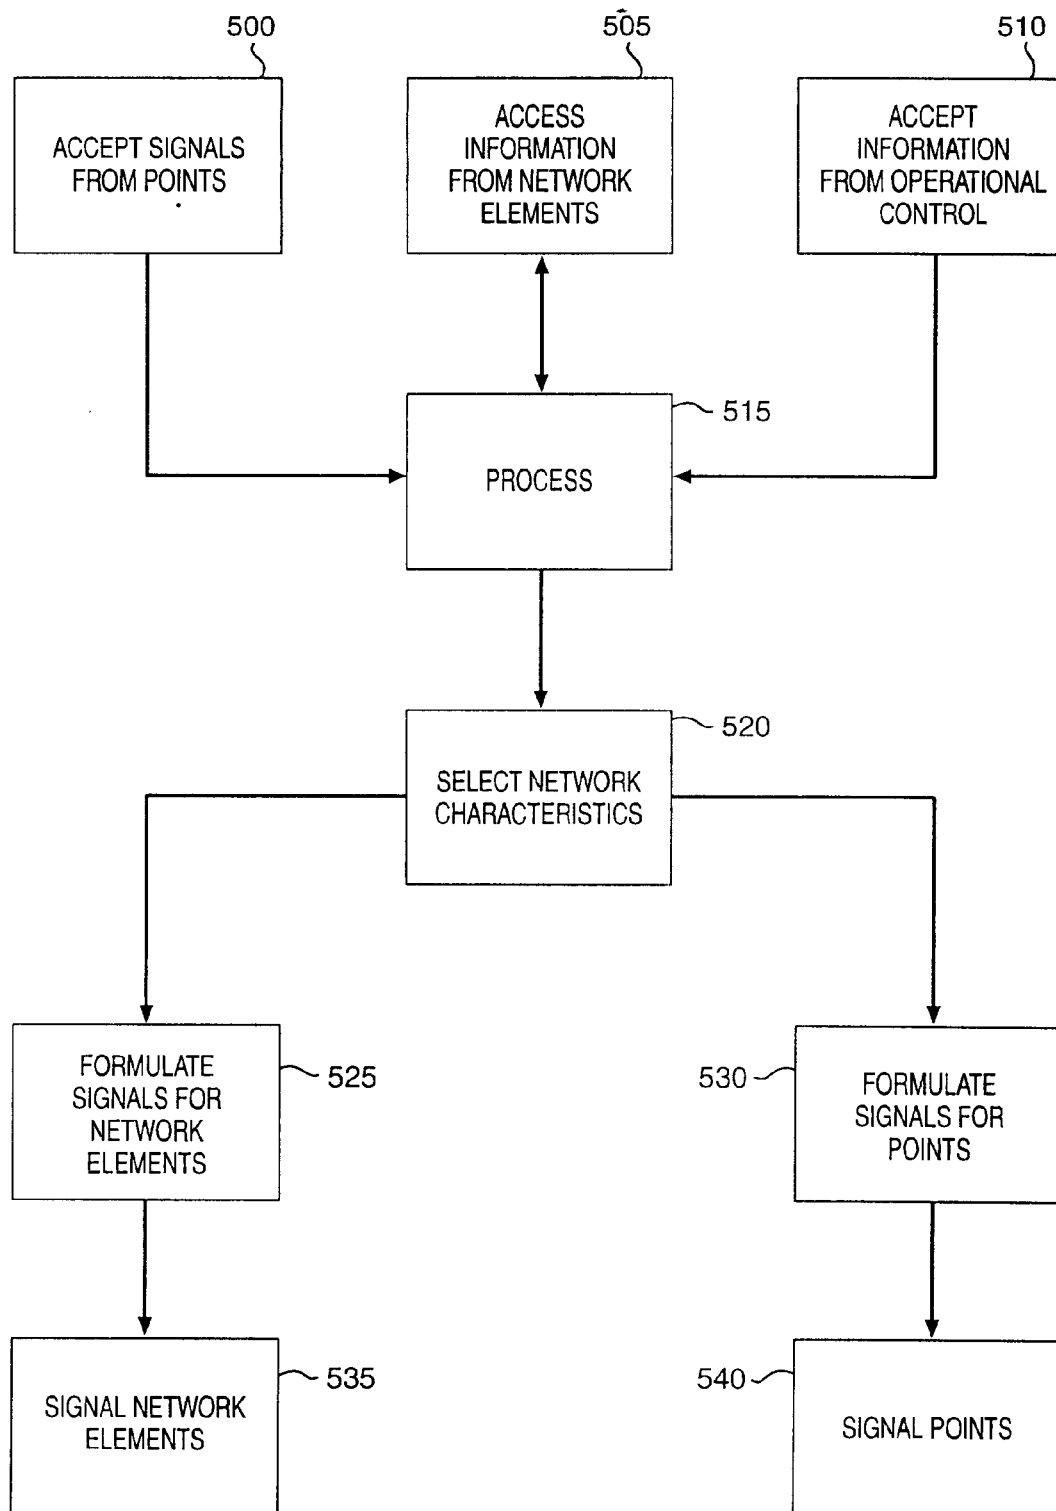 500
505
510
ACCEPT SIGNALS
FROM POINTS
ACCESS
INFORMATION
FROM NETWORK
ELEMENTS
ACCEPT
INFORMATION
FROM OPERATIONAL
CONTROL
515
PROCESS
520
SELECT NETWORK
CHARACTERISTICS
FORMULATE
SIGNALS FOR
NETWORK
ELEMENTS
525
530
FORMULATE
SIGNALS FOR
POINTS
SIGNAL NETWORK
ELEMENTS
535
540
SIGNAL POINTS